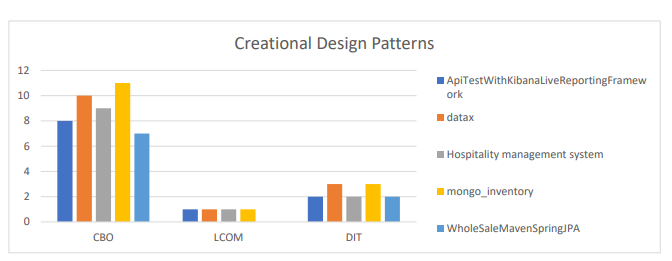 Creational Design Patterns
12
10
8
6
4
2
0
CBO
LCOM
DIT
ApiTestWithKibanaLiveReportingFramew
ork
datax
Hospitality management system
mongo_inventory
WholeSaleMavenSpringJPA